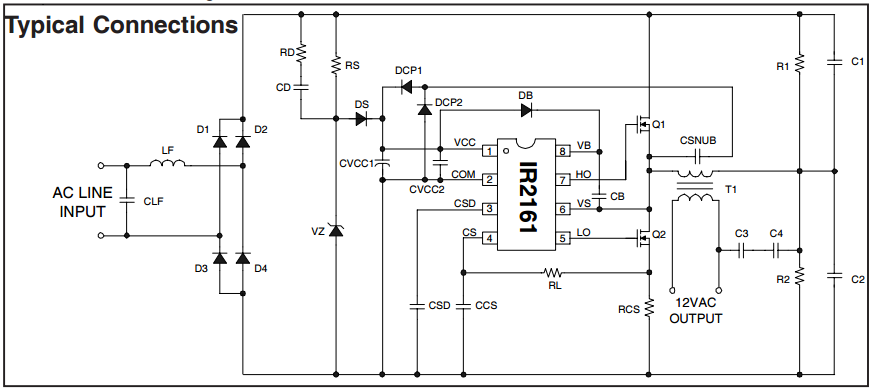 Typical Connections
RD
RS
CD
DCP1
DS
DCP2
DB
R1
C1
D1
D2
Q1
LF
CVCC1
CVCC2
VCC
1
8
VB
CSNUB
COM
2
7
HO
IR2161
AC LINE
INPUT
CLF
CSD
3
6
VS
CB
T1
CS
4
5
LO
Q2
VZ
C3
C4
D3
D4
RL
R2
C2
CSD
CCS
RCS
12VAC
OUTPUT